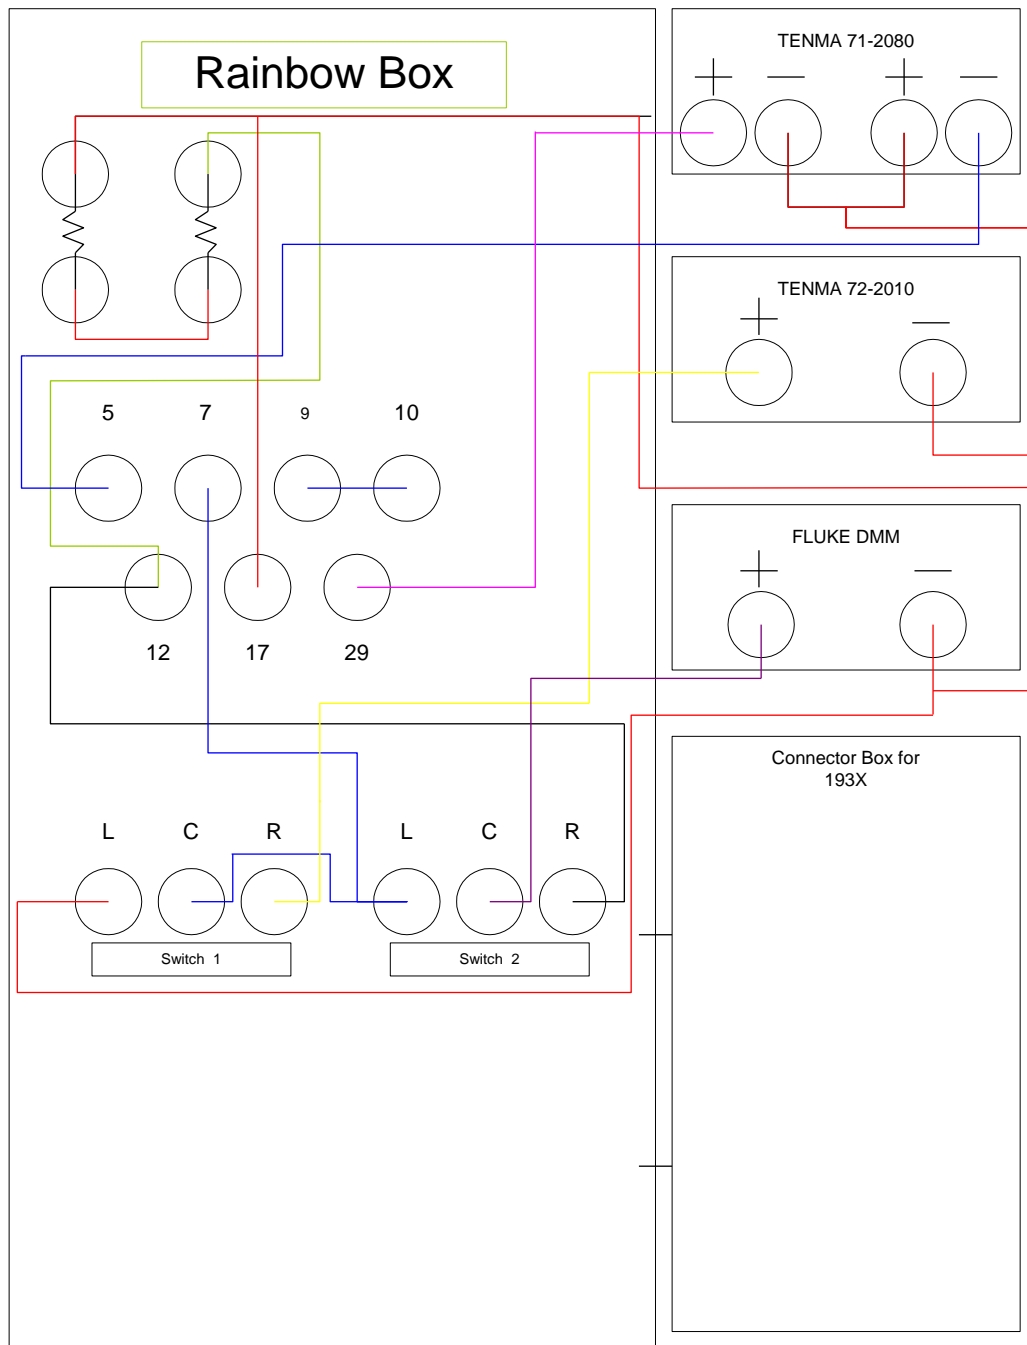 Rainbow Box
TENMA 71-2080
TENMA 72-2010
5 7 9 10
FLUKE DMM
12 17 29
Connector Box for
193X
L C R L C R
Switch 1 Switch 2